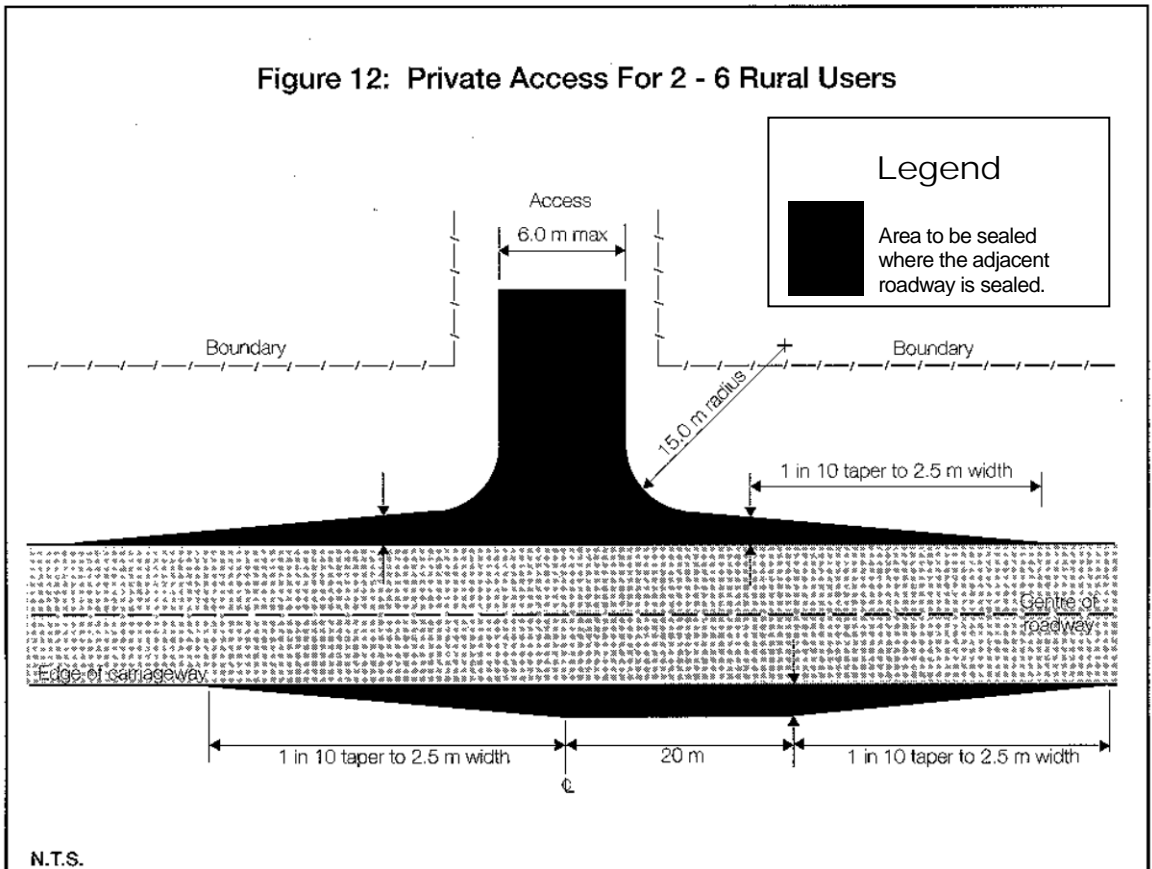 Figure 12: Private Access For 2 - 6 Rural Users
Legend
Area to be sealed
where the adjacent
roadway is sealed.
Access
6.0 m max
Boundary
Boundary
15.0 m radius
1 in 10 taper to 2.5 m width
Centre of
roadway
Edge of carriageway
1 in 10 taper to 2.5 m width
20 m
1 in 10 taper to 2.5 m width
℄
N.T.S.